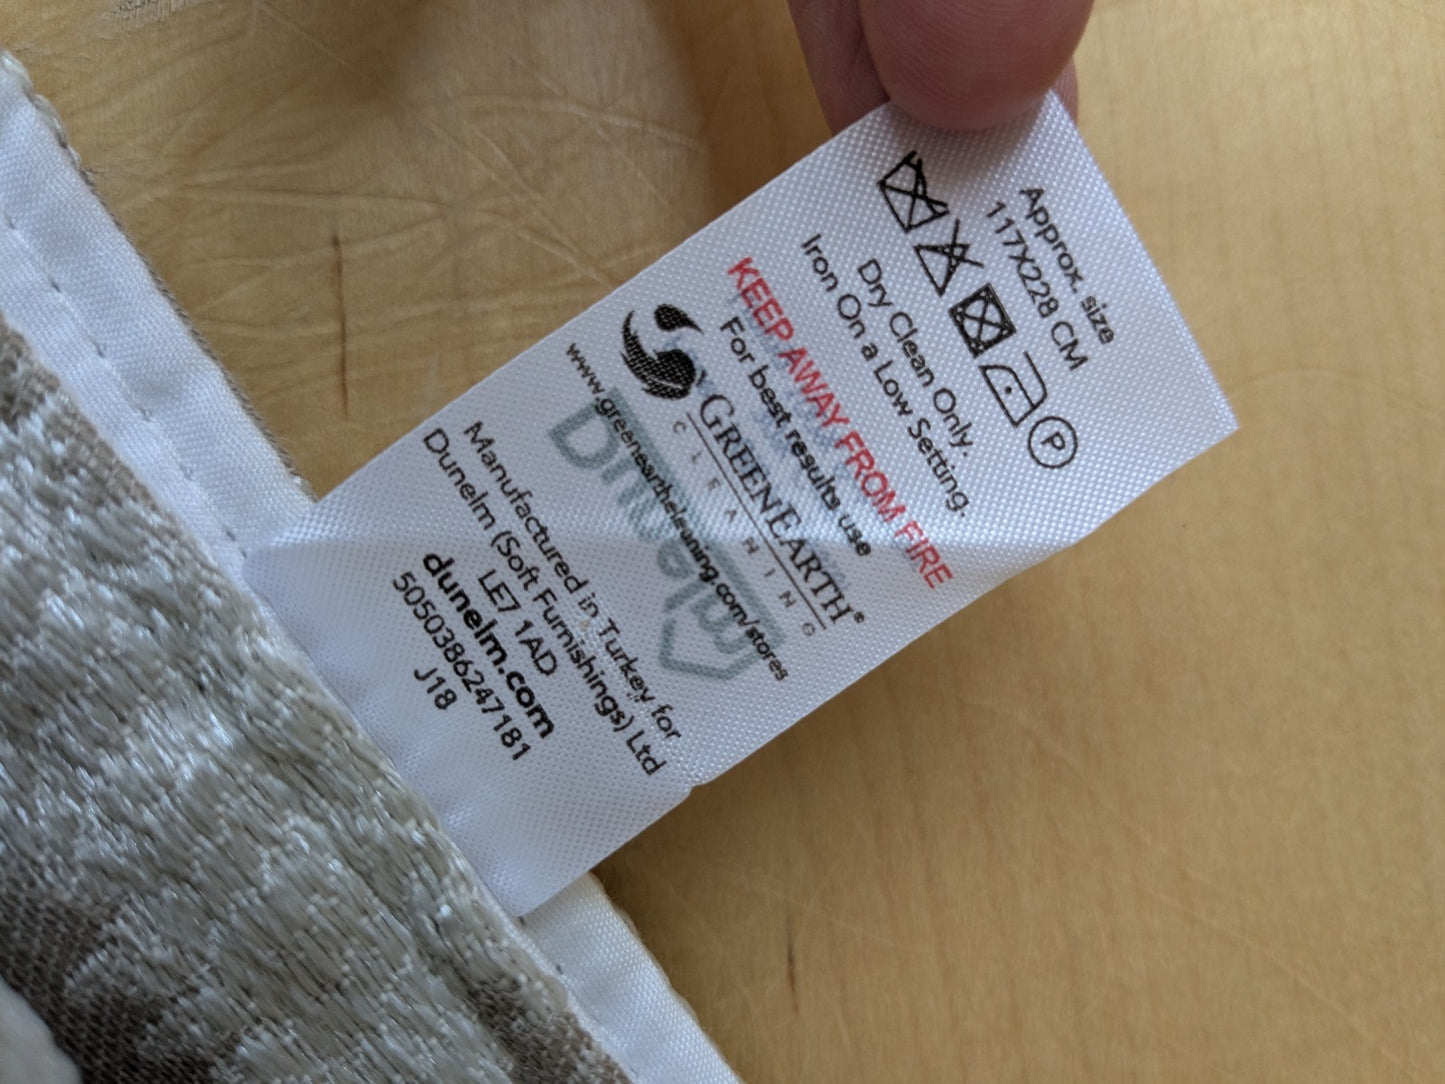 Approx. size
117X228 CM
P
Dry Clean Only.
Iron On a Low Setting.
KEEP AWAY FROM FIRE
For best results use
GREENEARTH®
CLEANING
www.greenearthcleaning.com/stores
Manufactured in Turkey for
Dunelm (Soft Furnishings) Ltd
LE7 1AD
dunelm.com
5050386247181
J18
Dunelm